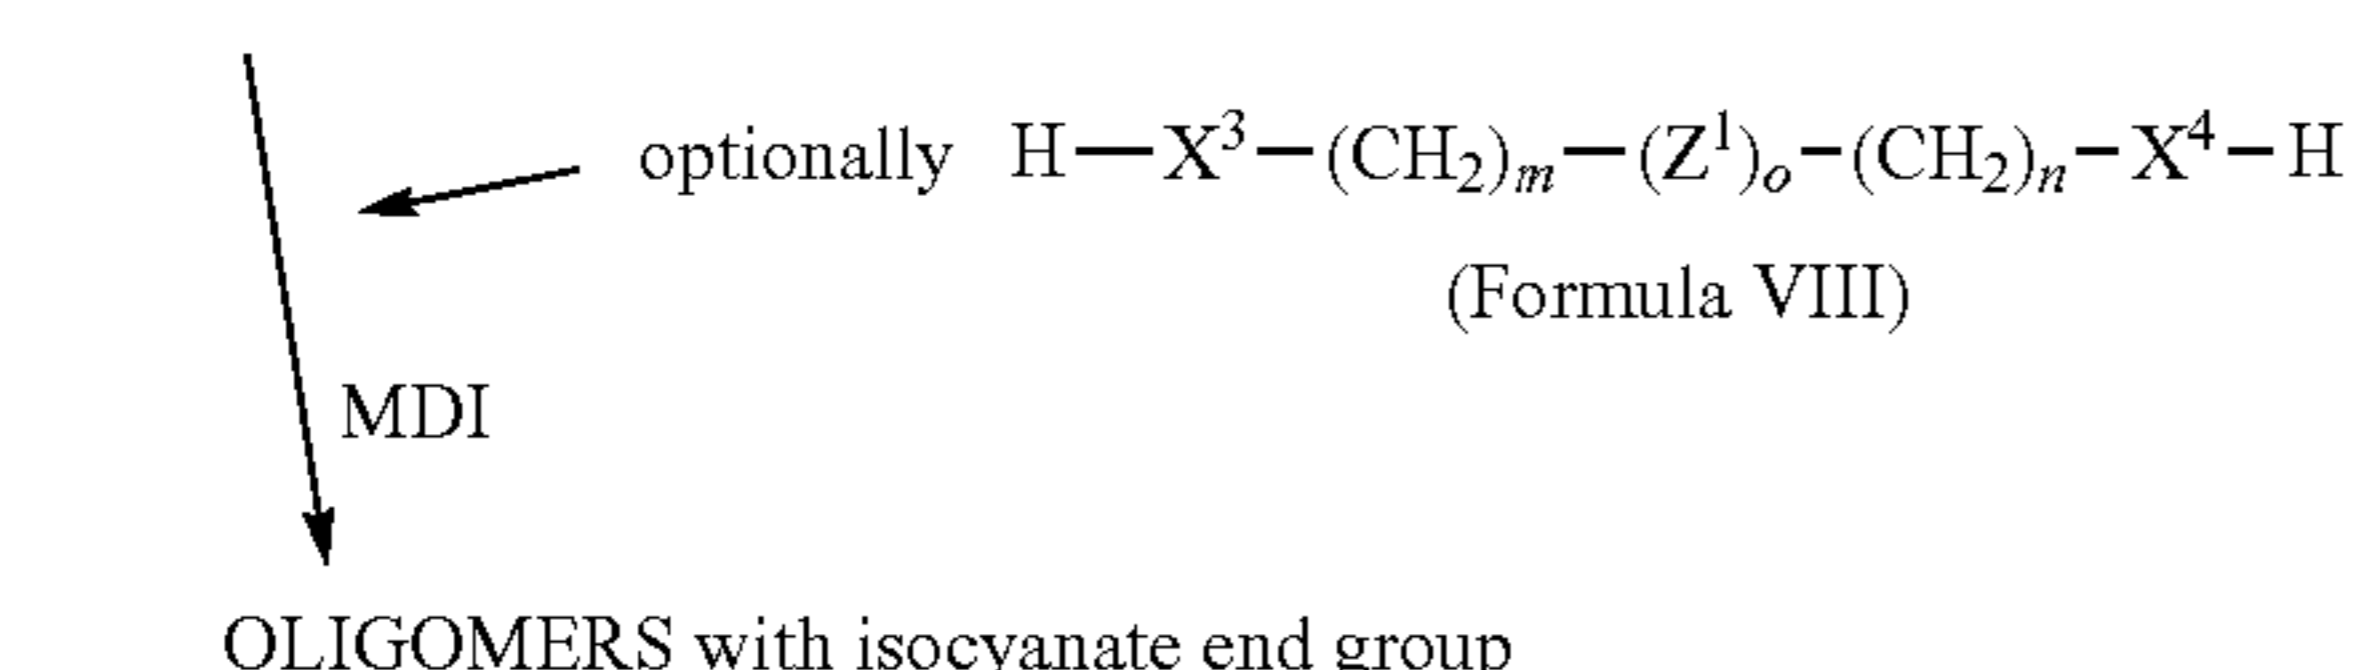 optionally H—X³—(CH₂)ₘ—(Z¹)ₒ—(CH₂)ₙ—X⁴—H
(Formula VIII)
MDI
OLIGOMERS with isocyanate end group